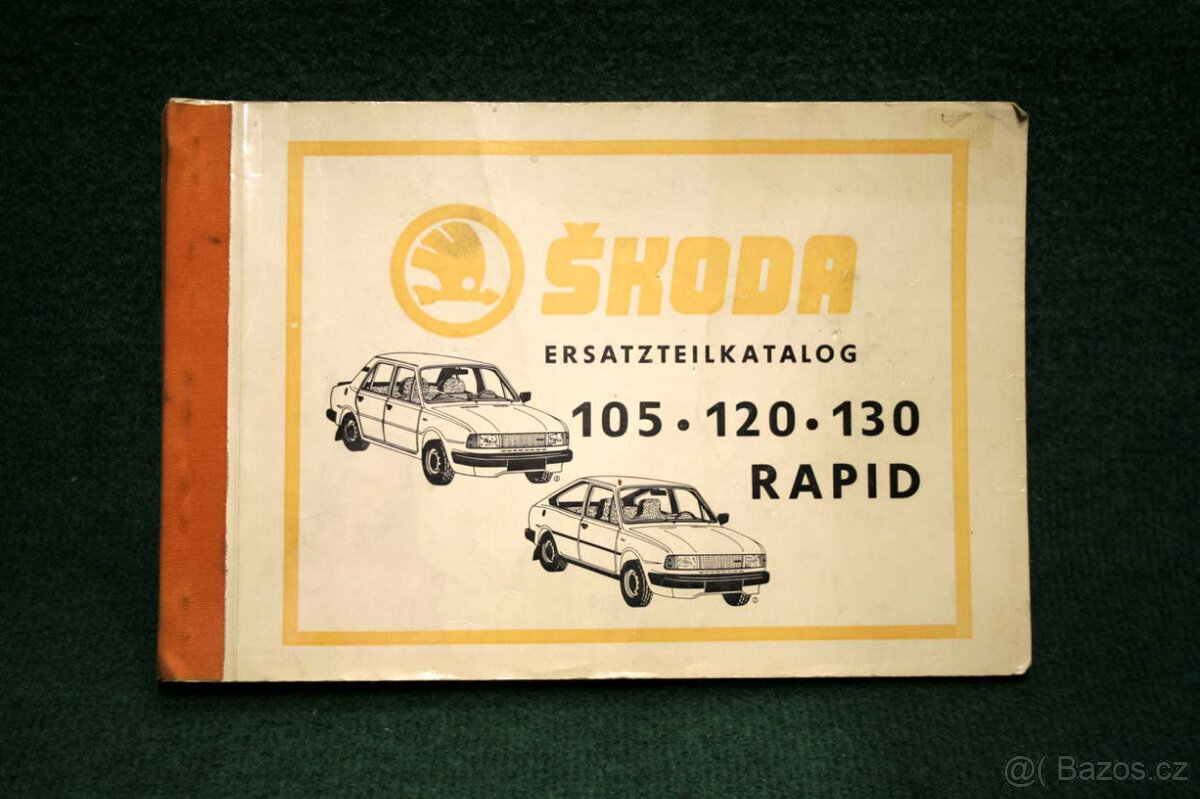 ŠKODA
ERSATZTEILKATALOG
105 • 120 • 130
RAPID
@( Bazos.cz